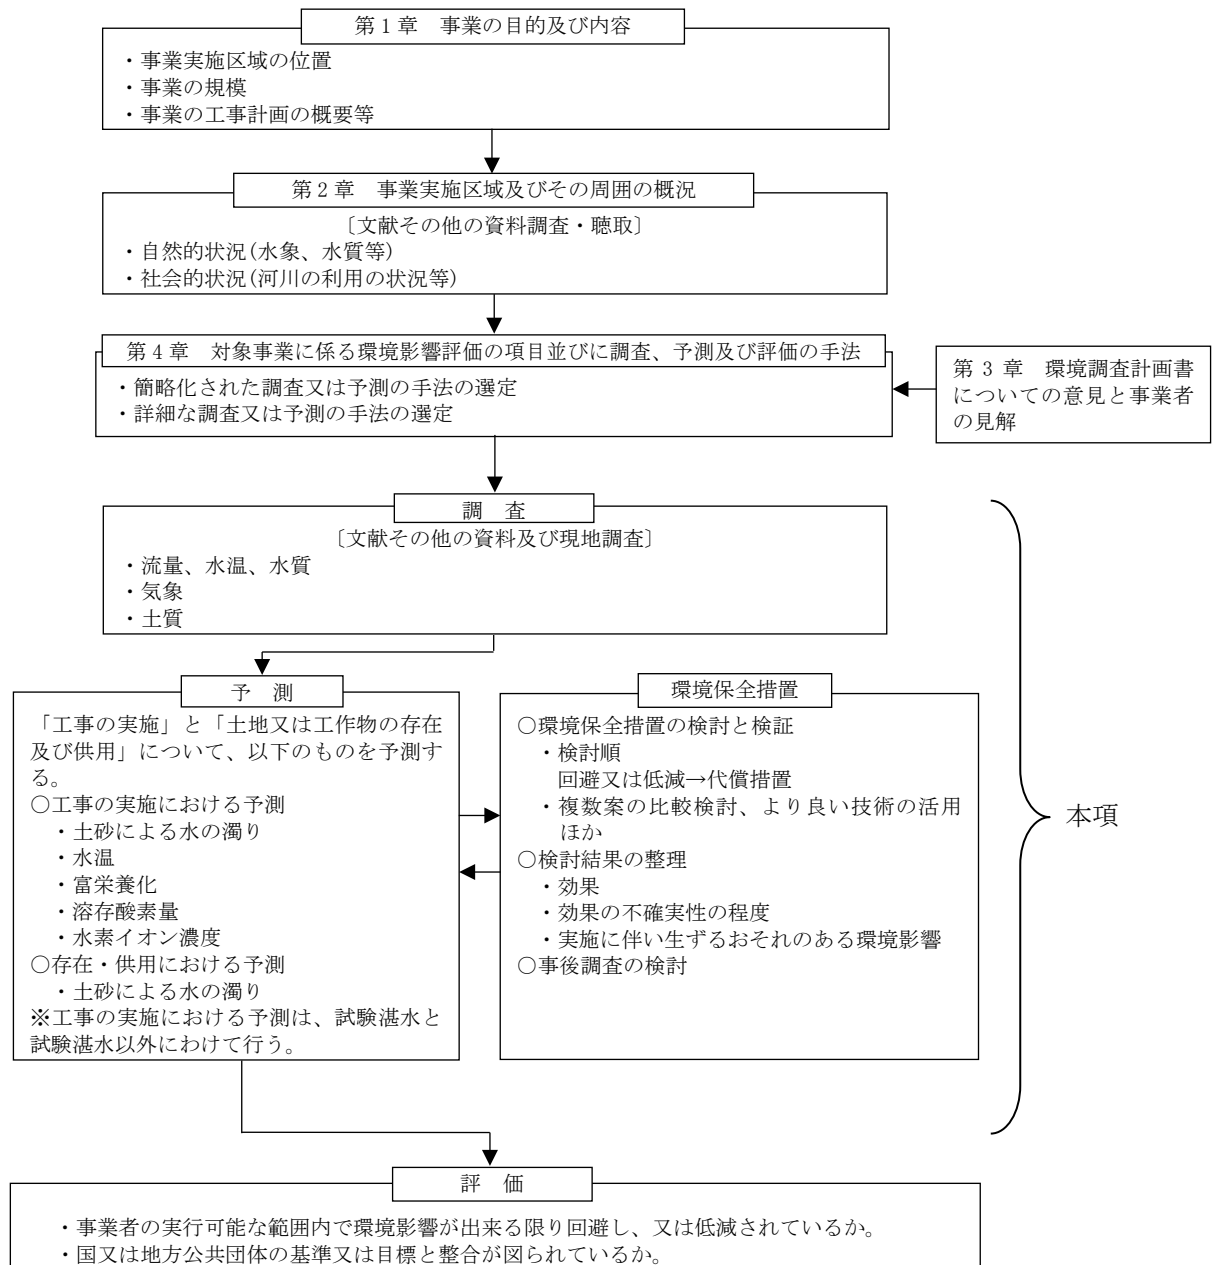 第1章　事業の目的及び内容
・事業実施区域の位置
・事業の規模
・事業の工事計画の概要等
第2章　事業実施区域及びその周囲の概況
〔文献その他の資料調査・聴取〕
・自然的状況(水象、水質等)
・社会的状況(河川の利用の状況等)
第4章　対象事業に係る環境影響評価の項目並びに調査、予測及び評価の手法
・簡略化された調査又は予測の手法の選定
・詳細な調査又は予測の手法の選定
第3章　環境調査計画書
についての意見と事業者
の見解
調　査
〔文献その他の資料及び現地調査〕
・流量、水温、水質
・気象
・土質
予　測
「工事の実施」と「土地又は工作物の存在
及び供用」について、以下のものを予測す
る。
○工事の実施における予測
・土砂による水の濁り
・水温
・富栄養化
・溶存酸素量
・水素イオン濃度
○存在・供用における予測
・土砂による水の濁り
※工事の実施における予測は、試験湛水と
試験湛水以外にわけて行う。
環境保全措置
○環境保全措置の検討と検証
・検討順
回避又は低減→代償措置
・複数案の比較検討、より良い技術の活用
ほか
○検討結果の整理
・効果
・効果の不確実性の程度
・実施に伴い生ずるおそれのある環境影響
○事後調査の検討
本項
評　価
・事業者の実行可能な範囲内で環境影響が出来る限り回避し、又は低減されているか。
・国又は地方公共団体の基準又は目標と整合が図られているか。